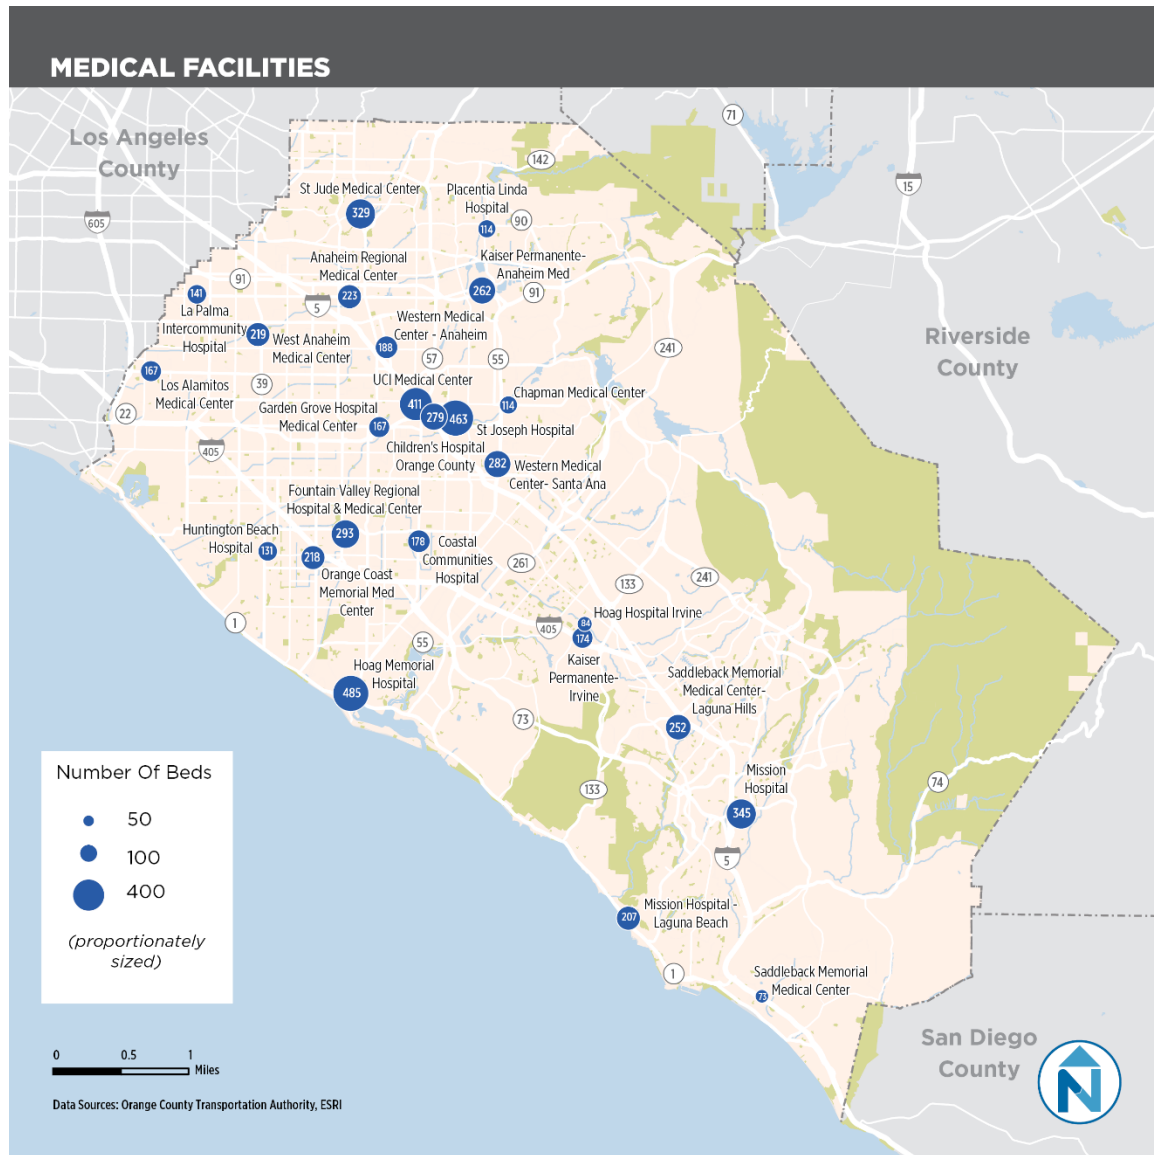 MEDICAL FACILITIES
Los Angeles
County
71
142
15
605
St Jude Medical Center
329
Placentia Linda
Hospital
114
90
Anaheim Regional
Medical Center
223
Kaiser Permanente-
Anaheim Med
262
91
91
5
141
La Palma
Intercommunity
Hospital
219
West Anaheim
Medical Center
Western Medical
Center - Anaheim
188
57
55
241
Riverside
County
167
Los Alamitos
Medical Center
39
22
UCI Medical Center
411
279
463
Chapman Medical Center
114
Garden Grove Hospital
Medical Center
167
St Joseph Hospital
Children's Hospital
Orange County
405
282
Western Medical
Center- Santa Ana
Fountain Valley Regional
Hospital & Medical Center
293
Huntington Beach
Hospital
131
218
Orange Coast
Memorial Med
Center
178
Coastal
Communities
Hospital
261
133
241
1
55
405
84
Hoag Hospital Irvine
174
Kaiser
Permanente-
Irvine
Hoag Memorial
Hospital
485
Saddleback Memorial
Medical Center-
Laguna Hills
252
73
133
Mission
Hospital
345
74
5
Mission Hospital -
Laguna Beach
207
1
Saddleback Memorial
Medical Center
73
San Diego
County
N
Number Of Beds
50
100
400
(proportionately
sized)
0 0.5 1
Miles
Data Sources: Orange County Transportation Authority, ESRI